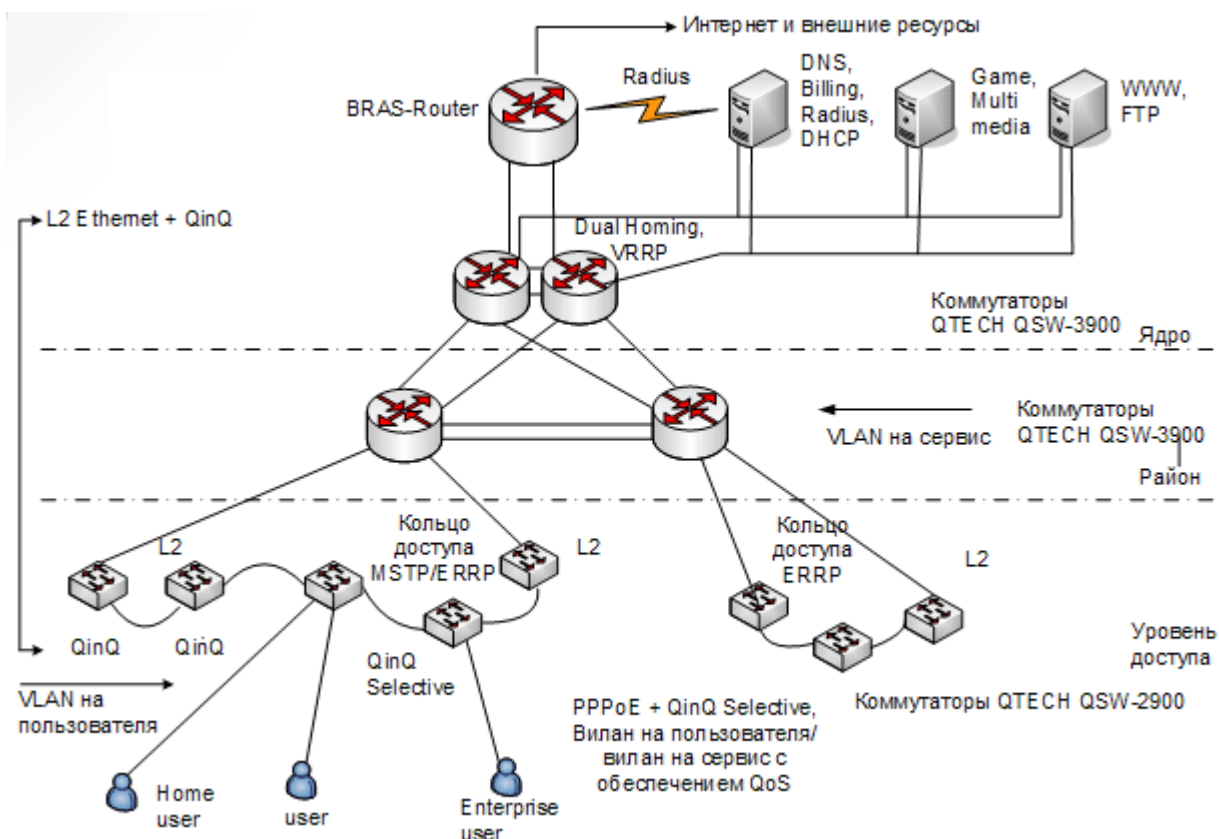 Интернет и внешние ресурсы
Radius
DNS,
Billing,
Radius,
DHCP
Game,
Multi
media
WWW,
FTP
BRAS-Router
L2 Ethernet + QinQ
Dual Homing,
VRRP
Коммутаторы
QTECH QSW-3900
Ядро
Коммутаторы
QTECH QSW-3900
VLAN на сервис
Район
L2
Кольцо
доступа
MSTP/ERRP
L2
Кольцо
доступа
ERRP
L2
QinQ
QinQ
QinQ
Selective
Уровень
доступа
VLAN на
пользователя
PPPoE + QinQ Selective,
Вилан на пользователя/
вилан на сервис с
обеспечением QoS
Коммутаторы QTECH QSW-2900
Home
user
user
Enterprise
user